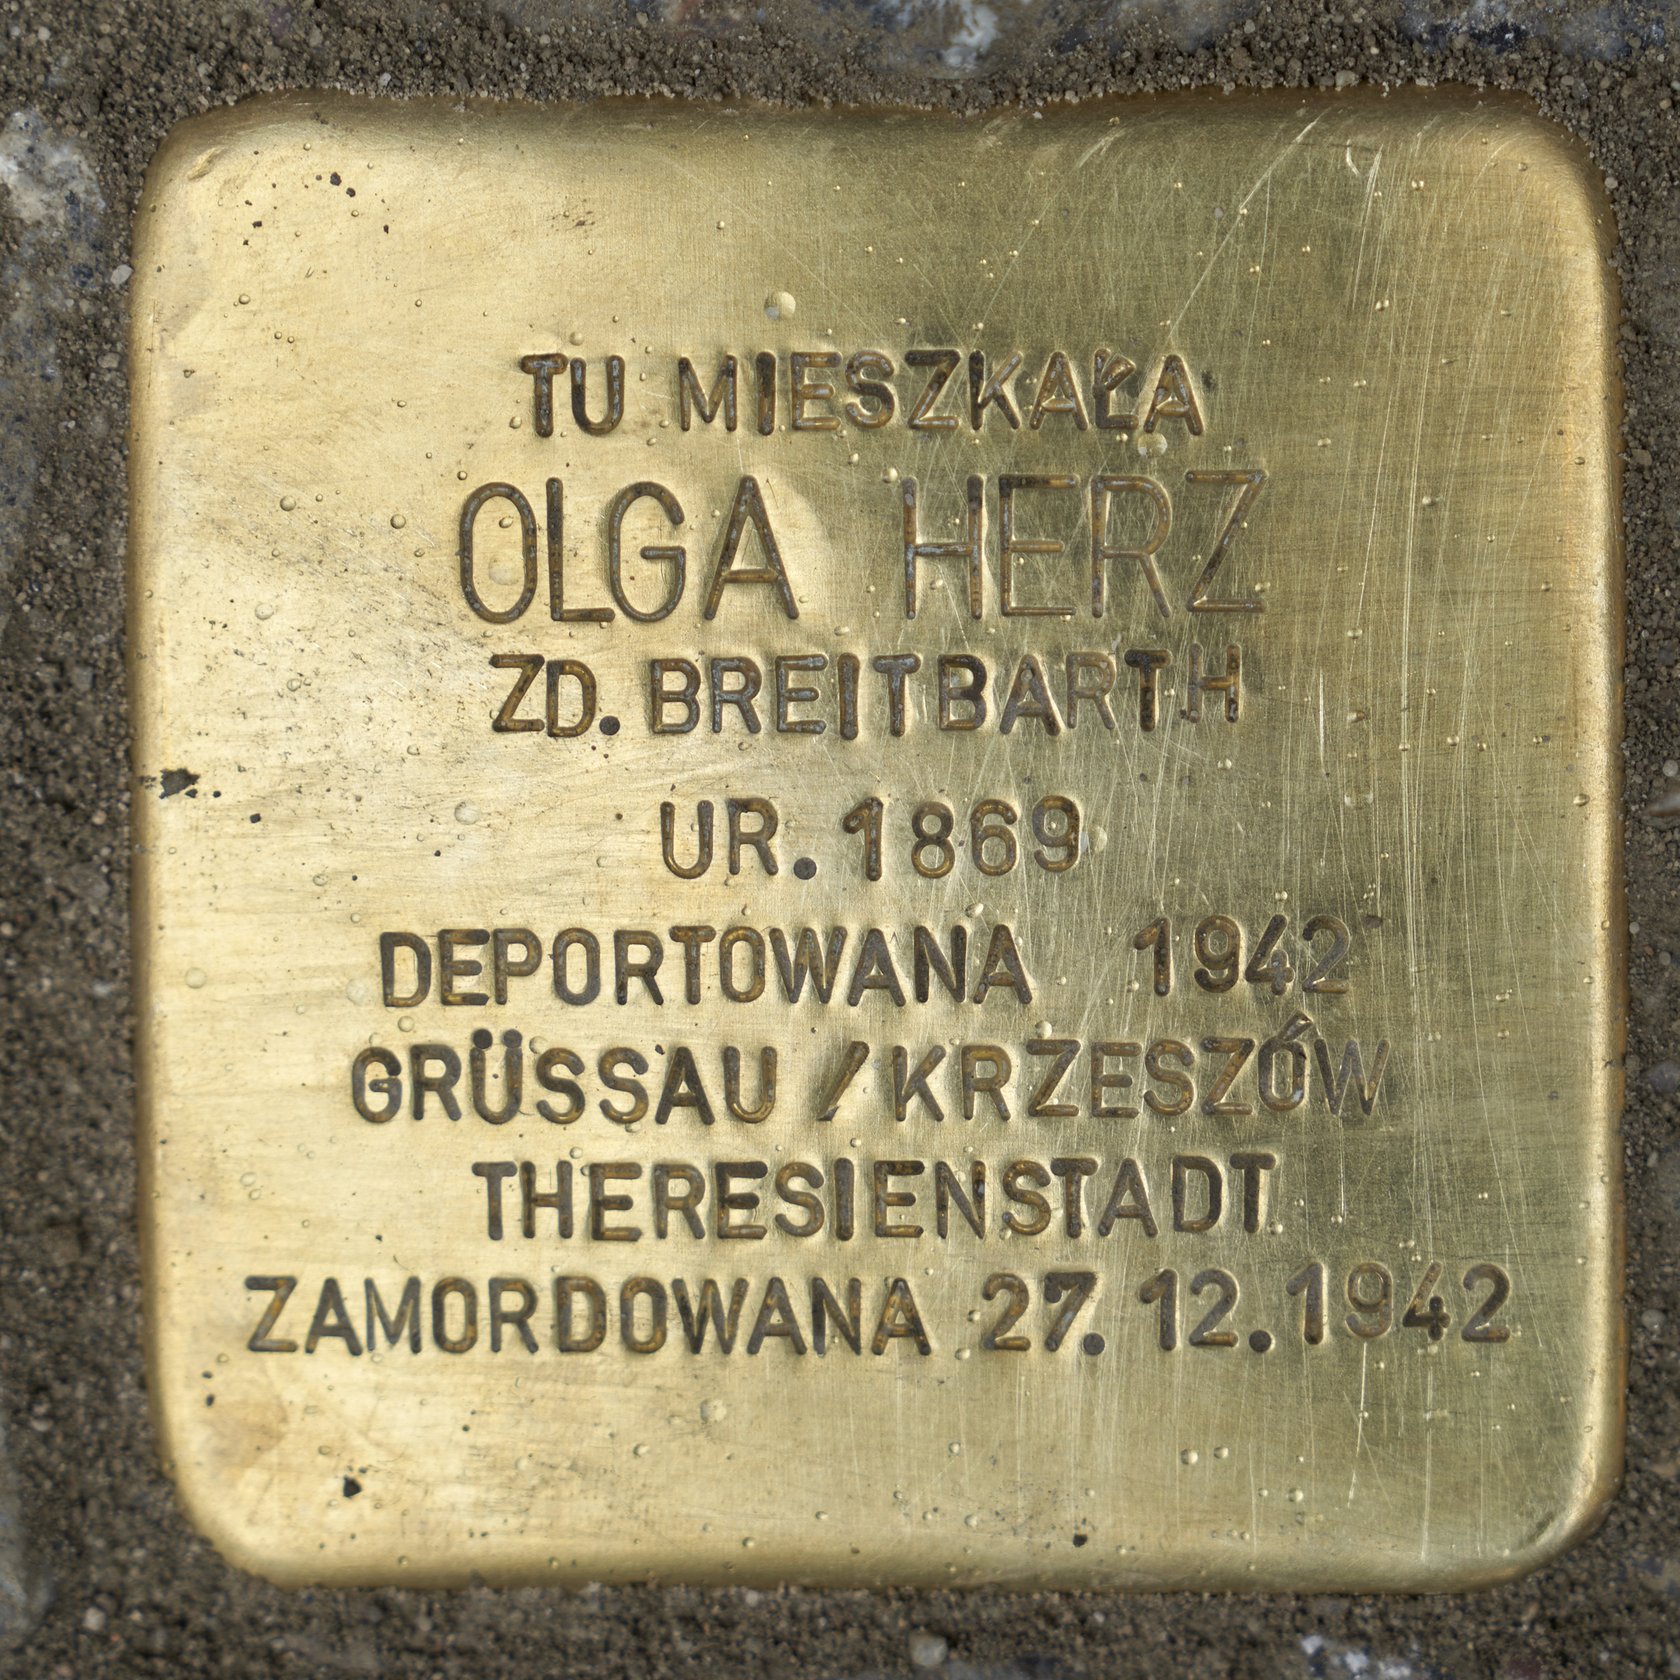 TU MIESZKAŁA
OLGA HERZ
ZD. BREITBARTH
UR. 1869
DEPORTOWANA 1942
GRÜSSAU / KRZESZÓW
THERESIENSTADT
ZAMORDOWANA 27. 12. 1942